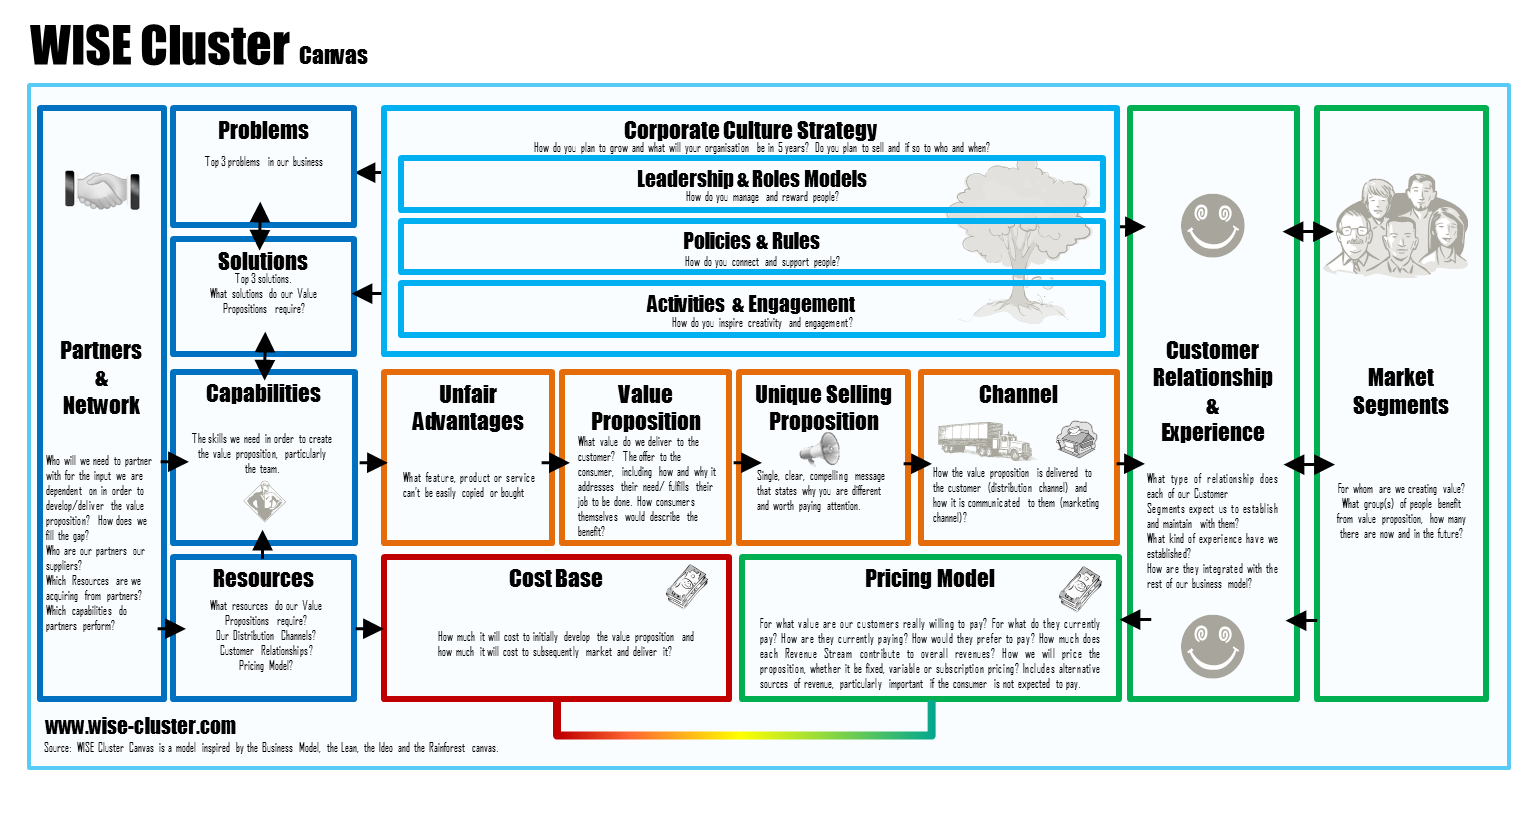 WISE Cluster Canvas
Partners
&
Network
Who will we need to partner
with for the input we are
dependent on in order to
develop/deliver the value
proposition? How does we
fill the gap?
Who are our partners our
suppliers?
Which Resources are we
acquiring from partners?
Which capabilities do
partners perform?
Problems
Top 3 problems in our business
Solutions
Top 3 solutions.
What solutions do our Value
Propositions require?
Capabilities
The skills we need in order to create
the value proposition, particularly
the team.
Resources
What resources do our Value
Propositions require?
Our Distribution Channels?
Customer Relationships?
Pricing Model?
Corporate Culture Strategy
How do you plan to grow and what will your organisation be in 5 years? Do you plan to sell and if so to who and when?
Leadership & Roles Models
How do you manage and reward people?
Policies & Rules
How do you connect and support people?
Activities & Engagement
How do you inspire creativity and engagement?
Unfair
Advantages
What feature, product or service
can't be easily copied or bought
Value
Proposition
What value do we deliver to the
customer? The offer to the
consumer, including how and why it
addresses their need/ fulfills their
job to be done. How consumers
themselves would describe the
benefit?
Unique Selling
Proposition
Single, clear, compelling message
that states why you are different
and worth paying attention.
Channel
How the value proposition is delivered to
the customer (distribution channel) and
how it is communicated to them (marketing
channel)?
Cost Base
How much it will cost to initially develop the value proposition and
how much it will cost to subsequently market and deliver it?
Pricing Model
For what value are our customers really willing to pay? For what do they currently
pay? How are they currently paying? How would they prefer to pay? How much does
each Revenue Stream contribute to overall revenues? How we will price the
proposition, whether it be fixed, variable or subscription pricing? Includes alternative
sources of revenue, particularly important if the consumer is not expected to pay.
Customer
Relationship
&
Experience
What type of relationship does
each of our Customer
Segments expect us to establish
and maintain with them?
What kind of experience have we
established?
How are they integrated with the
rest of our business model?
Market
Segments
For whom are we creating value?
What group(s) of people benefit
from value proposition, how many
there are now and in the future?
www.wise-cluster.com
Source: WISE Cluster Canvas is a model inspired by the Business Model, the Lean, the Ideo and the Rainforest canvas.